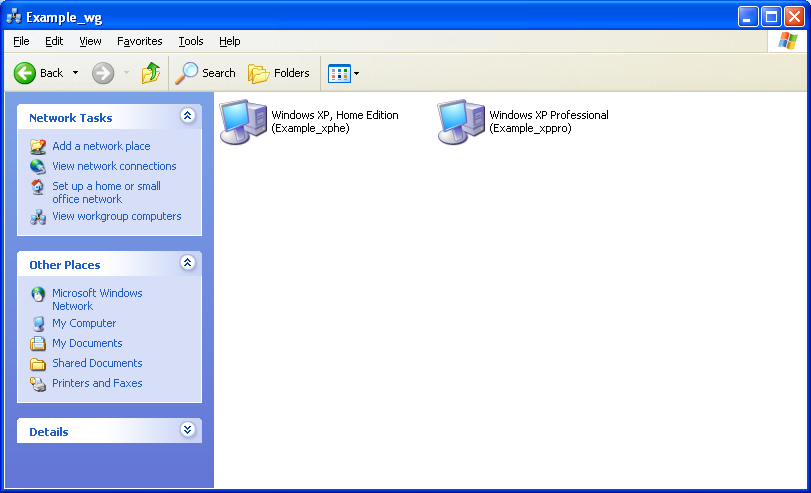 Example_wg
File Edit View Favorites Tools Help
Back Search Folders
Network Tasks
Add a network place
View network connections
Set up a home or small
office network
View workgroup computers
Other Places
Microsoft Windows
Network
My Computer
My Documents
Shared Documents
Printers and Faxes
Details
Windows XP, Home Edition
(Example_xphe)
Windows XP Professional
(Example_xppro)